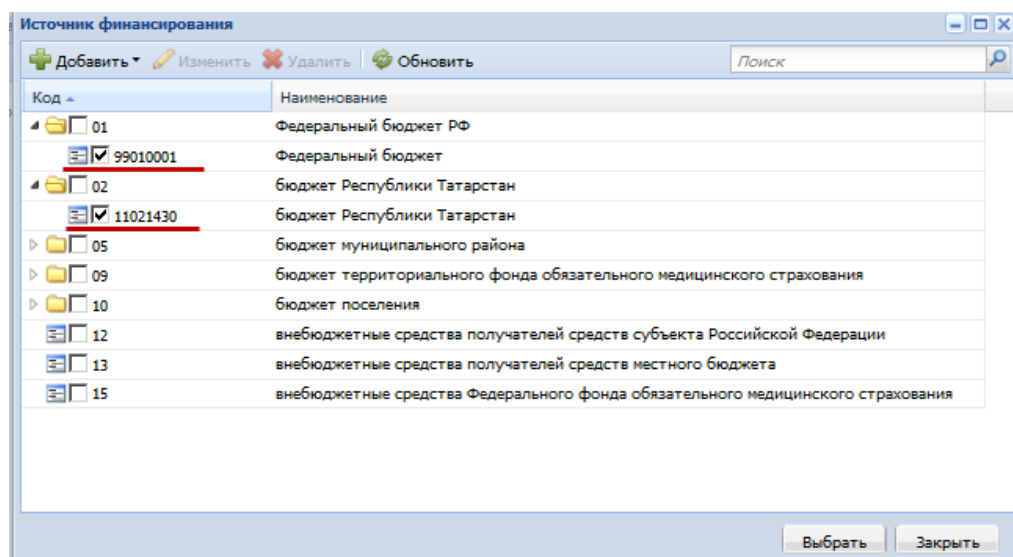 Источник финансирования
Добавить Изменить Удалить Обновить Поиск
Код Наименование
01 Федеральный бюджет РФ
99010001 Федеральный бюджет
02 бюджет Республики Татарстан
11021430 бюджет Республики Татарстан
05 бюджет муниципального района
09 бюджет территориального фонда обязательного медицинского страхования
10 бюджет поселения
12 внебюджетные средства получателей средств субъекта Российской Федерации
13 внебюджетные средства получателей средств местного бюджета
15 внебюджетные средства Федерального фонда обязательного медицинского страхования
Выбрать Закрыть